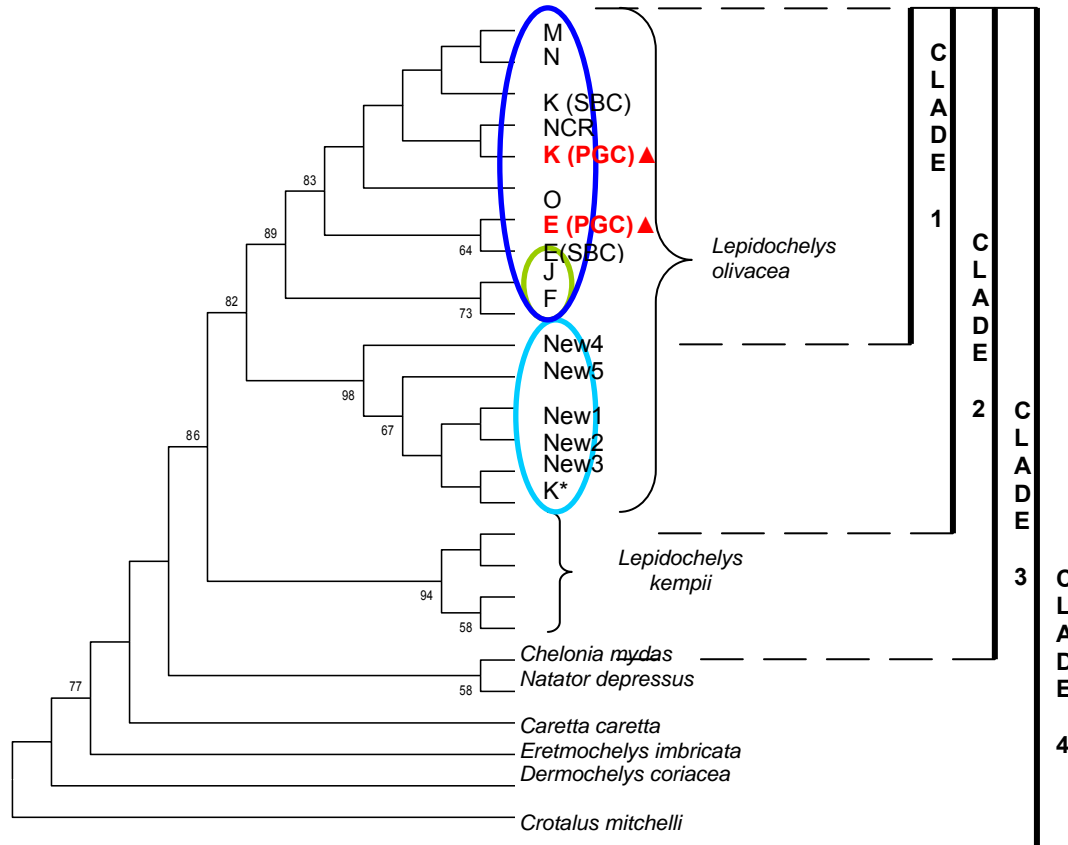 M
N
K (SBC)
NCR
K (PGC) ▲
O
E (PGC) ▲
E(SBC)
J
F
New4
New5
New1
New2
New3
K*
83
89
64
82
73
98
67
86
94
58
77
58
Lepidochelys
olivacea
Lepidochelys
kempii
Chelonia mydas
Natator depressus
Caretta caretta
Eretmochelys imbricata
Dermochelys coriacea
Crotalus mitchelli
CLADE 1
CLADE 2
CLADE 3
CLADE 4